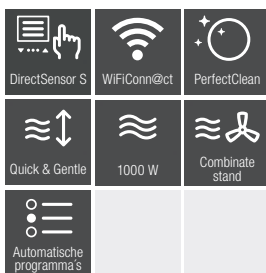 DirectSensor S
WiFiConn@ct
PerfectClean
Quick & Gentle
1000 W
Combinate
stand
Automatische
programma´s